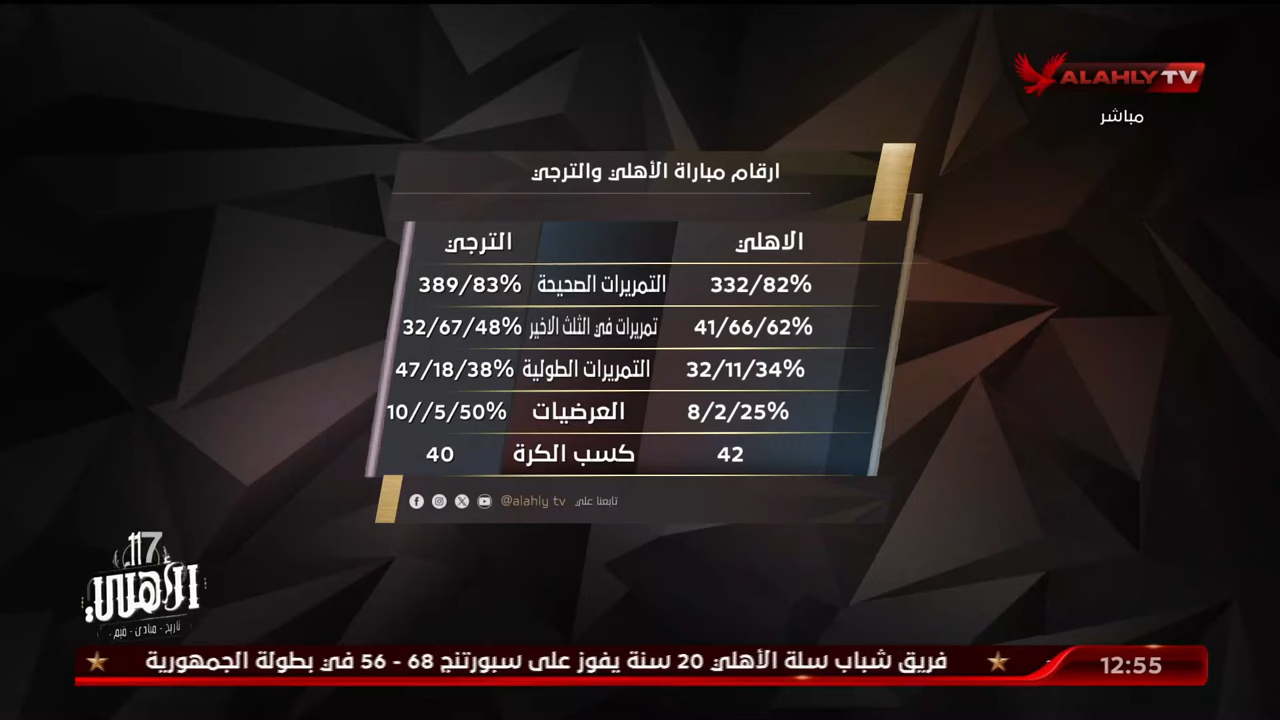 ALAHLY TV
مباشر
ارقام مباراة الأهلي والترجي
الاهلي الترجي
332/82% التمريرات الصحيحة 389/83%
41/66/62% تمريرات في الثلث الاخير 32/67/48%
32/11/34% التمريرات الطولية 47/18/38%
8/2/25% العرضيات 10//5/50%
42 كسب الكرة 40
تابعنا علي @alahly tv
117
الأهلي
تاريخ - مبادئ - قيم
12:55 فريق شباب سلة الأهلي 20 سنة يفوز على سبورتنج 68 - 56 في بطولة الجمهورية